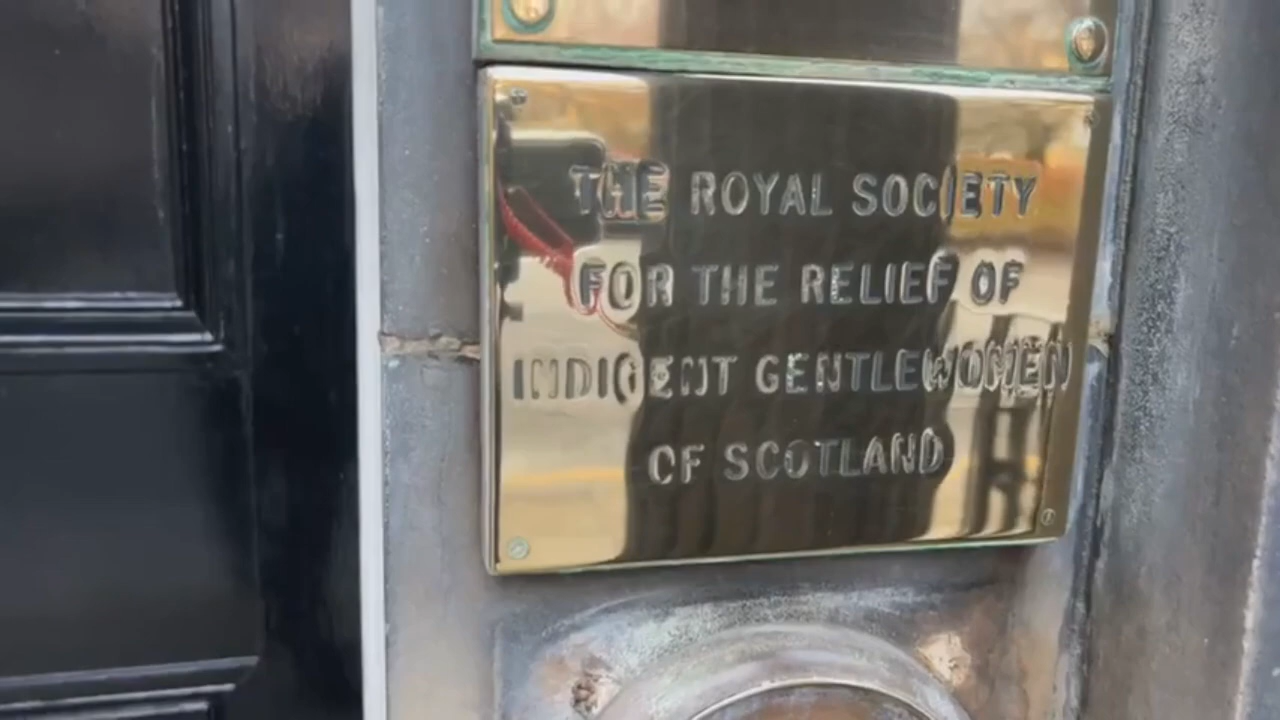 THE ROYAL SOCIETY
FOR THE RELIEF OF
INDIGENT GENTLEWOMEN
OF SCOTLAND